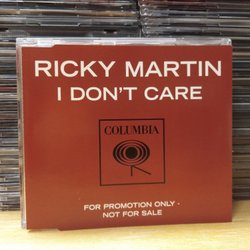 RICKY MARTIN
I DON'T CARE
COLUMBIA
FOR PROMOTION ONLY -
NOT FOR SALE